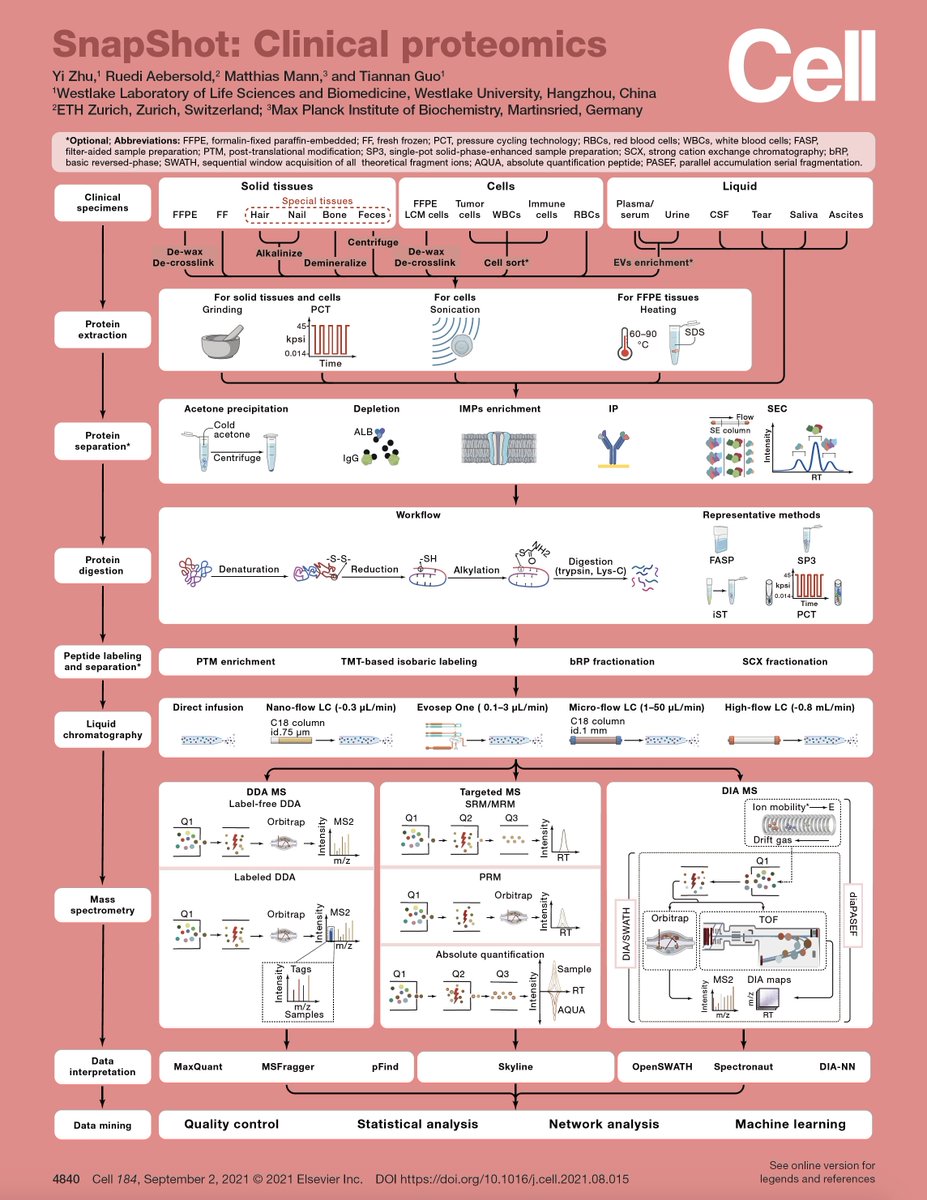 SnapShot: Clinical proteomics
Cell
Yi Zhu,¹ Ruedi Aebersold,² Matthias Mann,³ and Tiannan Guo¹
¹Westlake Laboratory of Life Sciences and Biomedicine, Westlake University, Hangzhou, China
²ETH Zurich, Zurich, Switzerland; ³Max Planck Institute of Biochemistry, Martinsried, Germany
*Optional; Abbreviations: FFPE, formalin-fixed paraffin-embedded; FF, fresh frozen; PCT, pressure cycling technology; RBCs, red blood cells; WBCs, white blood cells; FASP,
filter-aided sample preparation; PTM, post-translational modification; SP3, single-pot solid-phase-enhanced sample preparation; SCX, strong cation exchange chromatography; bRP,
basic reversed-phase; SWATH, sequential window acquisition of all theoretical fragment ions; AQUA, absolute quantification peptide; PASEF, parallel accumulation serial fragmentation.
Clinical
specimens
Solid tissues
Special tissues
FFPE FF Hair Nail Bone Feces
Cells
FFPE
LCM cells
Tumor
cells
WBCs
Immune
cells
RBCs
Liquid
Plasma/
serum
Urine CSF Tear Saliva Ascites
De-wax
De-crosslink
Alkalinize
Demineralize
Centrifuge
De-wax
De-crosslink
Cell sort*
EVs enrichment*
Protein
extraction
For solid tissues and cells
Grinding
PCT
45
kpsi
0.014
Time
For cells
Sonication
For FFPE tissues
Heating
60–90
°C
SDS
Protein
separation*
Acetone precipitation
Cold
acetone
Centrifuge
Depletion
ALB
IgG
IMPs enrichment
IP
SEC
Flow
SE column
Intensity
RT
Protein
digestion
Workflow
Denaturation
-S-S-
Reduction
-SH
Alkylation
S
O
NH2
Digestion
(trypsin, Lys-C)
Representative methods
FASP
SP3
iST
45
kpsi
0.014
Time
PCT
Peptide labeling
and separation*
PTM enrichment
TMT-based isobaric labeling
bRP fractionation
SCX fractionation
Liquid
chromatography
Direct infusion
Nano-flow LC (-0.3 µL/min)
C18 column
id.75 µm
Evosep One ( 0.1–3 µL/min)
Micro-flow LC (1–50 µL/min)
C18 column
id.1 mm
High-flow LC (-0.8 mL/min)
Mass
spectrometry
DDA MS
Label-free DDA
Q1
Orbitrap
MS2
Intensity
m/z
Labeled DDA
Q1
Orbitrap
MS2
Intensity
m/z
Tags
Intensity
m/z
Samples
Targeted MS
SRM/MRM
Q1
Q2
Q3
Intensity
RT
PRM
Q1
Orbitrap
Intensity
RT
Absolute quantification
Q1
Q2
Q3
Intensity
Sample
RT
AQUA
DIA MS
Ion mobility*
E
Drift gas
Q1
DIA/SWATH
diaPASEF
Orbitrap
TOF
MS2
Intensity
m/z
DIA maps
m/z
RT
Data
interpretation
MaxQuant
MSFragger
pFind
Skyline
OpenSWATH
Spectronaut
DIA-NN
Data mining
Quality control
Statistical analysis
Network analysis
Machine learning
4840 Cell 184, September 2, 2021 © 2021 Elsevier Inc. DOI https://doi.org/10.1016/j.cell.2021.08.015
See online version for
legends and references